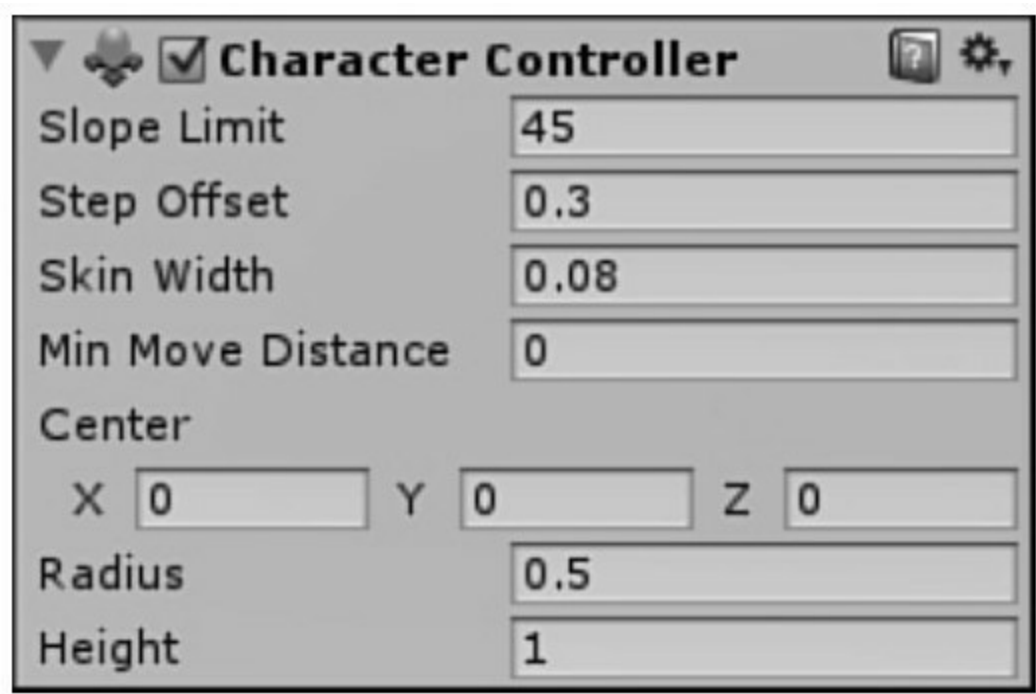 Character Controller
Slope Limit 45
Step Offset 0.3
Skin Width 0.08
Min Move Distance 0
Center
X 0 Y 0 Z 0
Radius 0.5
Height 1